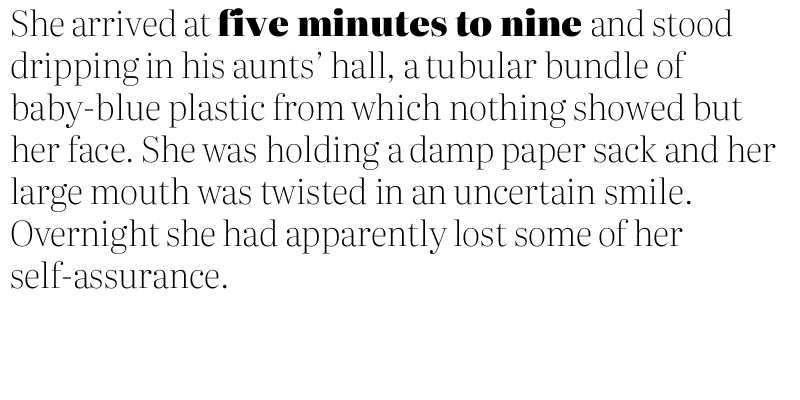 She arrived at five minutes to nine and stood
dripping in his aunts’ hall, a tubular bundle of
baby-blue plastic from which nothing showed but
her face. She was holding a damp paper sack and her
large mouth was twisted in an uncertain smile.
Overnight she had apparently lost some of her
self-assurance.